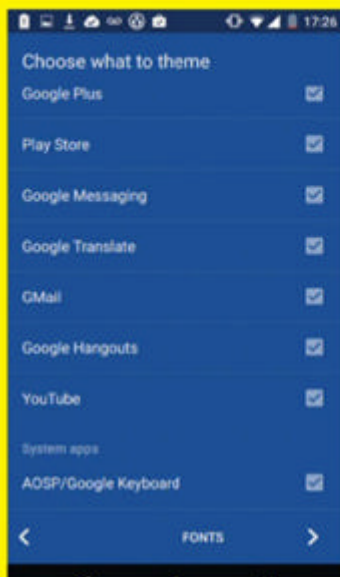 17:26
Choose what to theme
Google Plus
Play Store
Google Messaging
Google Translate
GMail
Google Hangouts
YouTube
System apps
AOSP/Google Keyboard
FONTS